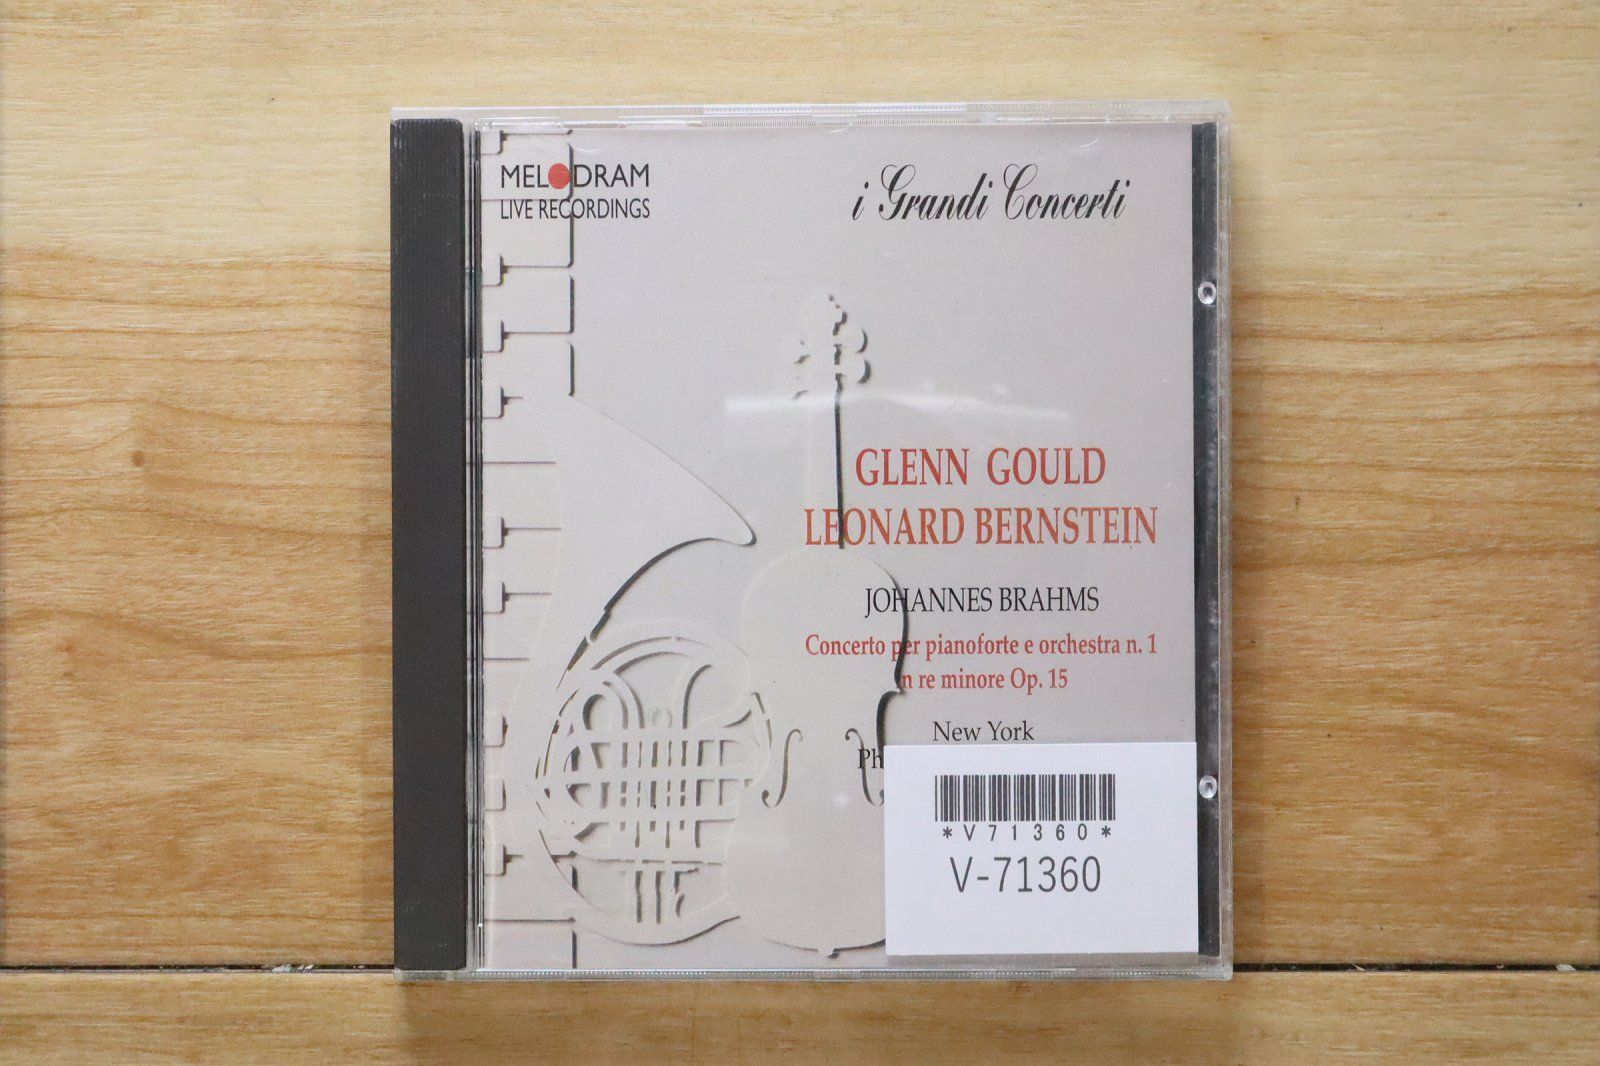 MELODRAM
LIVE RECORDINGS
i Grandi Concerti
GLENN GOULD
LEONARD BERNSTEIN
JOHANNES BRAHMS
Concerto per pianoforte e orchestra n. 1
in re minore Op. 15
New York
Ph
*V71360*
V-71360